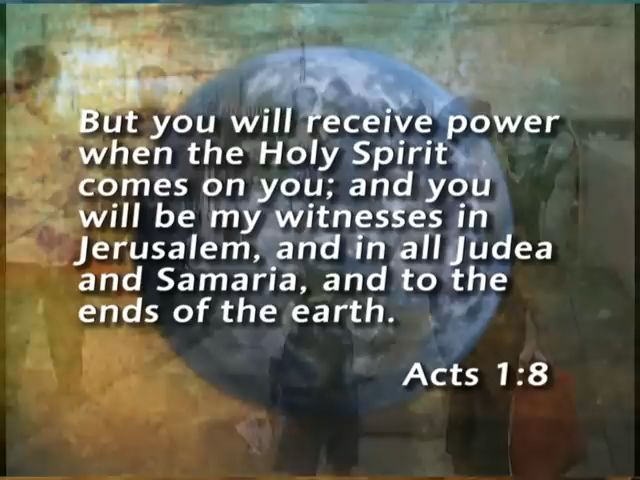 But you will receive power
when the Holy Spirit
comes on you; and you
will be my witnesses in
Jerusalem, and in all Judea
and Samaria, and to the
ends of the earth.
Acts 1:8